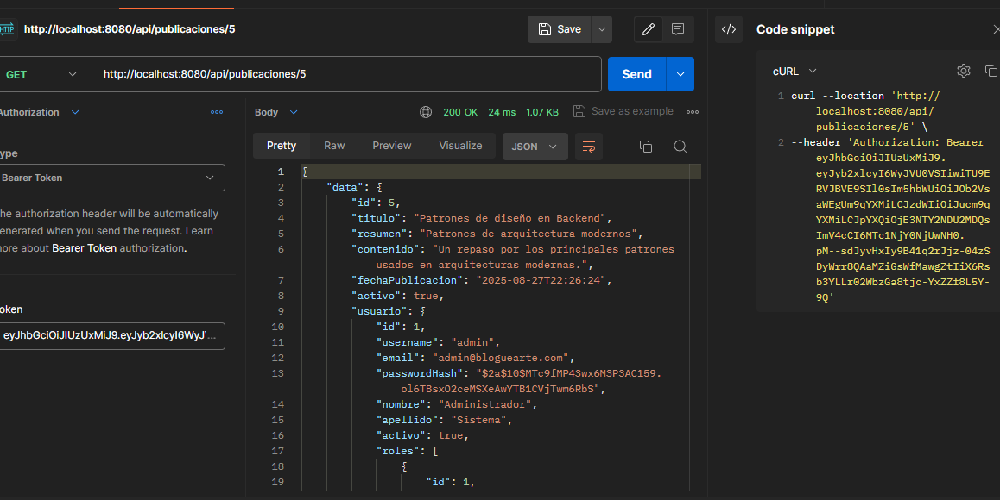 HTTP http://localhost:8080/api/publicaciones/5
Save
Code snippet
GET
http://localhost:8080/api/publicaciones/5
Send
cURL
Authorization
Body
200 OK
24 ms
1.07 KB
Save as example
Pretty
Raw
Preview
Visualize
JSON
ype
Bearer Token
he authorization header will be automatically
enerated when you send the request. Learn
ore about Bearer Token authorization.
oken
eyJhbGciOiJIUzUxMiJ9.eyJyb2xlcyI6WyJ ...
1 {
2 "data": {
3 "id": 5,
4 "titulo": "Patrones de diseño en Backend",
5 "resumen": "Patrones de arquitectura modernos",
6 "contenido": "Un repaso por los principales patrones
usados en arquitecturas modernas.",
7 "fechaPublicacion": "2025-08-27T22:26:24",
8 "activo": true,
9 "usuario": {
10 "id": 1,
11 "username": "admin",
12 "email": "admin@bloguearte.com",
13 "passwordHash": "$2a$10$MTc9fMP43wx6M3P3AC159.
ol6TBsxO2ceMSXeAwYTB1CVjTwm6RbS",
14 "nombre": "Administrador",
15 "apellido": "Sistema",
16 "activo": true,
17 "roles": [
18 {
19 "id": 1,
1 curl --location 'http://
localhost:8080/api/
publicaciones/5' \
2 --header 'Authorization: Bearer
eyJhbGciOiJIUzUxMiJ9.
eyJyb2xlcyI6WyJVU0VSIiwiTU9E
RVJBVE9SIl0sIm5hbWUiOiJOb2Vs
aWEgUm9qYXMiLCJzdWIiOiJucm9q
YXMiLCJpYXQiOjE3NTY2NDU2MDQs
ImV4cCI6MTc1NjY0NjUwNH0.
pM--sdJyvHxIy9B41q2rJjz-04zS
DyWrr8QAaMZiGsWfMawgZtIiX6Rs
b3YLLr02WbzGa8tjc-YxZZf8L5Y-
9Q'